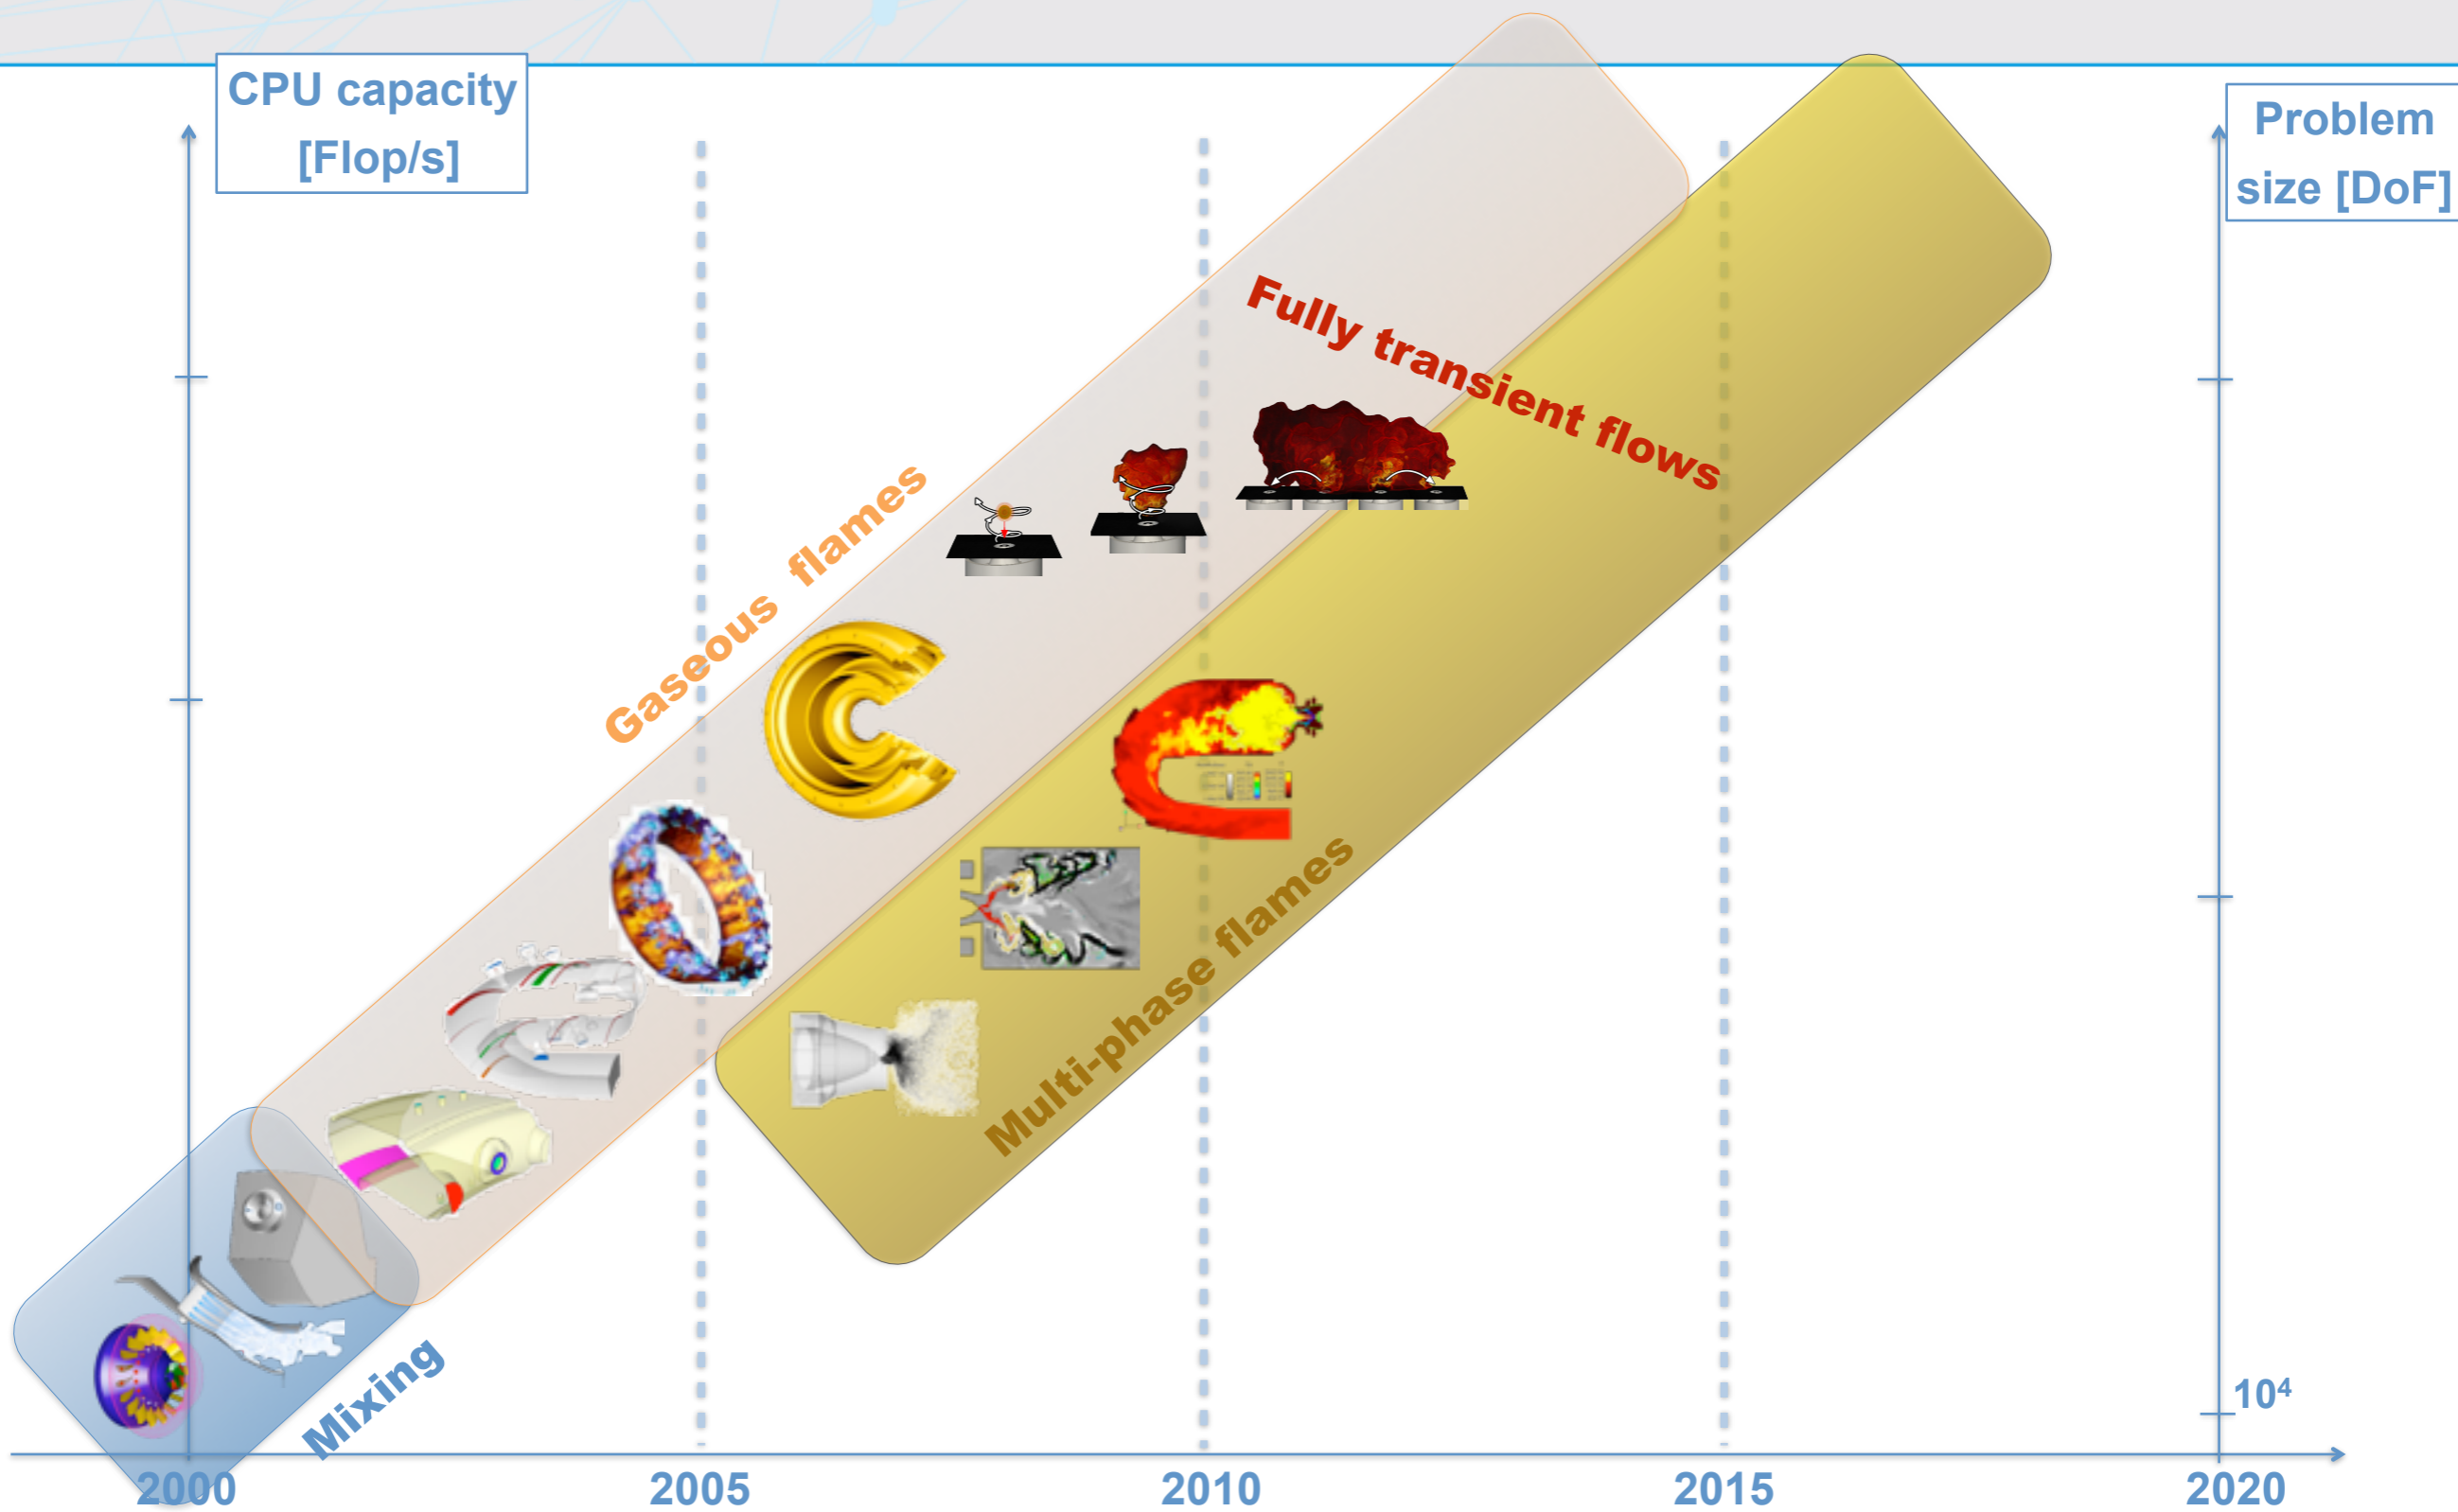 CPU capacity
[Flop/s]
Problem
size [DoF]
Fully transient flows
Gaseous flames
Multi-phase flames
Mixing
10⁴
2000
2005
2010
2015
2020